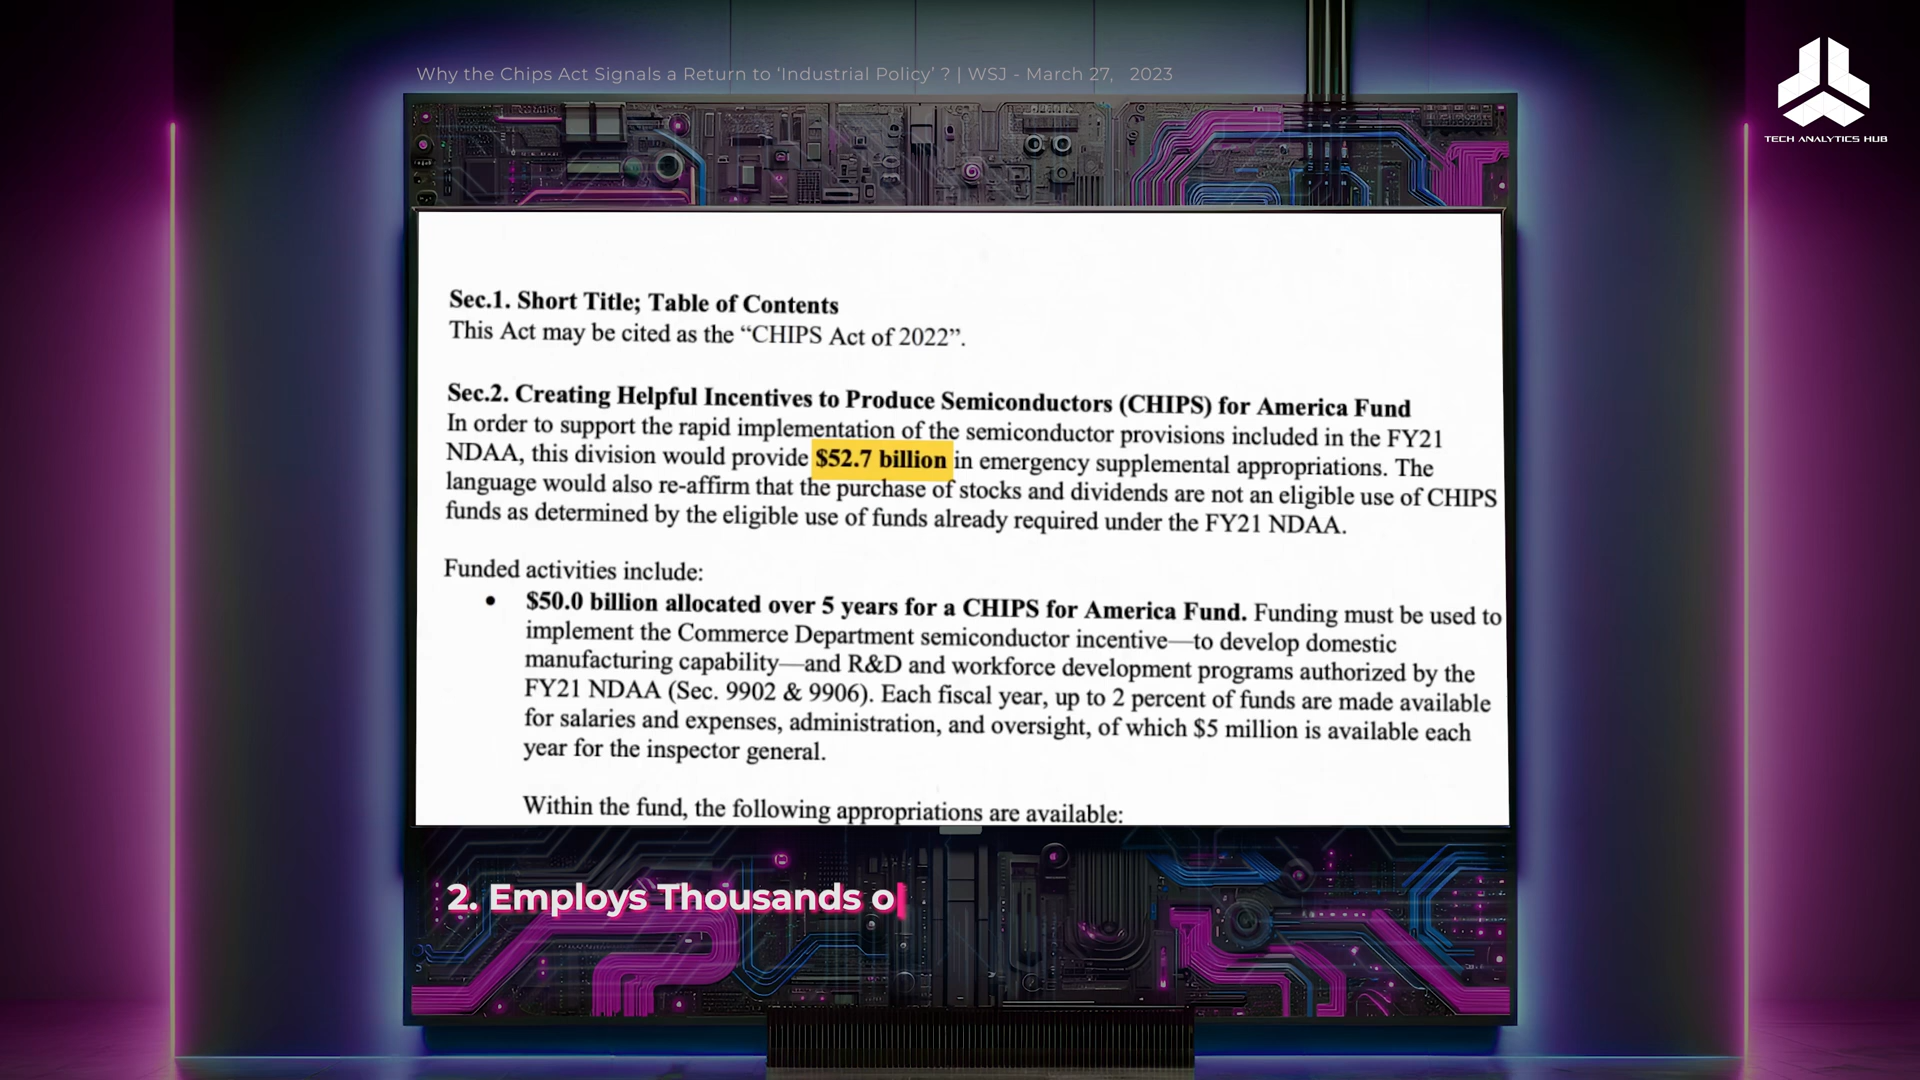 Why the Chips Act Signals a Return to ‘Industrial Policy’ ? | WSJ - March 27, 2023
TECH ANALYTICS HUB
Sec.1. Short Title; Table of Contents
This Act may be cited as the “CHIPS Act of 2022”.
Sec.2. Creating Helpful Incentives to Produce Semiconductors (CHIPS) for America Fund
In order to support the rapid implementation of the semiconductor provisions included in the FY21
NDAA, this division would provide $52.7 billion in emergency supplemental appropriations. The
language would also re-affirm that the purchase of stocks and dividends are not an eligible use of CHIPS
funds as determined by the eligible use of funds already required under the FY21 NDAA.
Funded activities include:
• $50.0 billion allocated over 5 years for a CHIPS for America Fund. Funding must be used to
implement the Commerce Department semiconductor incentive—to develop domestic
manufacturing capability—and R&D and workforce development programs authorized by the
FY21 NDAA (Sec. 9902 & 9906). Each fiscal year, up to 2 percent of funds are made available
for salaries and expenses, administration, and oversight, of which $5 million is available each
year for the inspector general.
Within the fund, the following appropriations are available:
2. Employs Thousands o